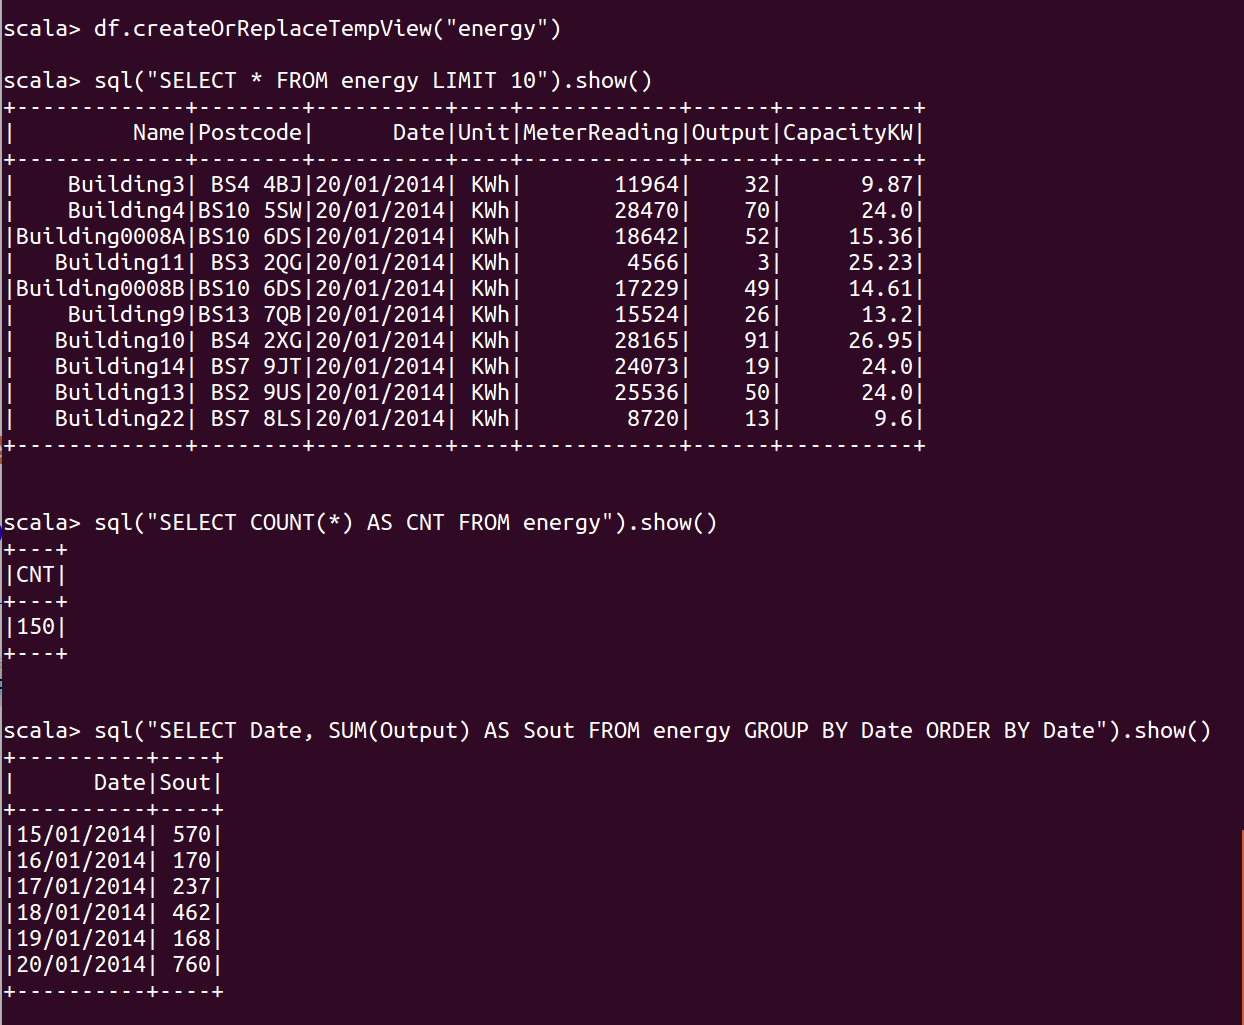 scala> df.createOrReplaceTempView("energy")
scala> sql("SELECT * FROM energy LIMIT 10").show()
+-------------+--------+----------+----+------------+------+----------+
|         Name|Postcode|      Date|Unit|MeterReading|Output|CapacityKW|
+-------------+--------+----------+----+------------+------+----------+
|    Building3| BS4 4BJ|20/01/2014| KWh|       11964|    32|      9.87|
|    Building4|BS10 5SW|20/01/2014| KWh|       28470|    70|      24.0|
|Building0008A|BS10 6DS|20/01/2014| KWh|       18642|    52|     15.36|
|   Building11| BS3 2QG|20/01/2014| KWh|        4566|     3|     25.23|
|Building0008B|BS10 6DS|20/01/2014| KWh|       17229|    49|     14.61|
|    Building9|BS13 7QB|20/01/2014| KWh|       15524|    26|      13.2|
|   Building10| BS4 2XG|20/01/2014| KWh|       28165|    91|     26.95|
|   Building14| BS7 9JT|20/01/2014| KWh|       24073|    19|      24.0|
|   Building13| BS2 9US|20/01/2014| KWh|       25536|    50|      24.0|
|   Building22| BS7 8LS|20/01/2014| KWh|        8720|    13|       9.6|
+-------------+--------+----------+----+------------+------+----------+
scala> sql("SELECT COUNT(*) AS CNT FROM energy").show()
+---+
|CNT|
+---+
|150|
+---+
scala> sql("SELECT Date, SUM(Output) AS Sout FROM energy GROUP BY Date ORDER BY Date").show()
+----------+----+
|      Date|Sout|
+----------+----+
|15/01/2014| 570|
|16/01/2014| 170|
|17/01/2014| 237|
|18/01/2014| 462|
|19/01/2014| 168|
|20/01/2014| 760|
+----------+----+